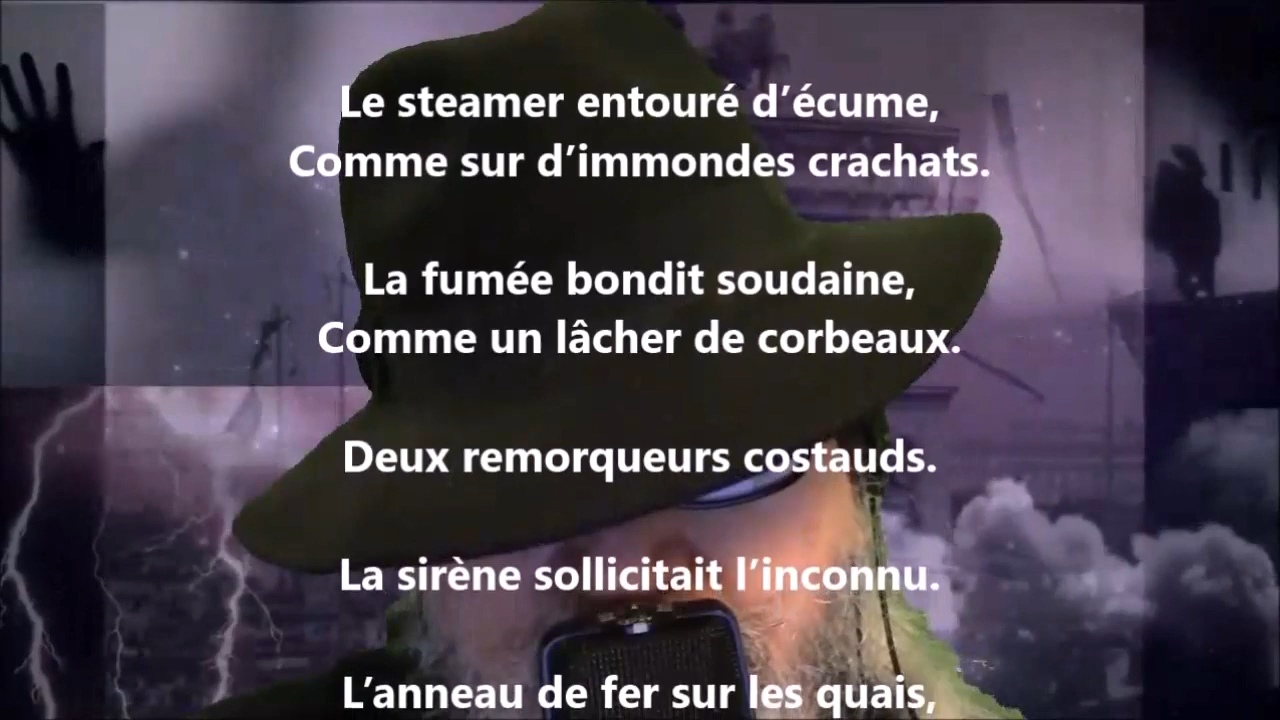 Le steamer entouré d’écume,
Comme sur d’immondes crachats.
La fumée bondit soudaine,
Comme un lâcher de corbeaux.
Deux remorqueurs costauds.
La sirène sollicitait l’inconnu.
L’anneau de fer sur les quais,